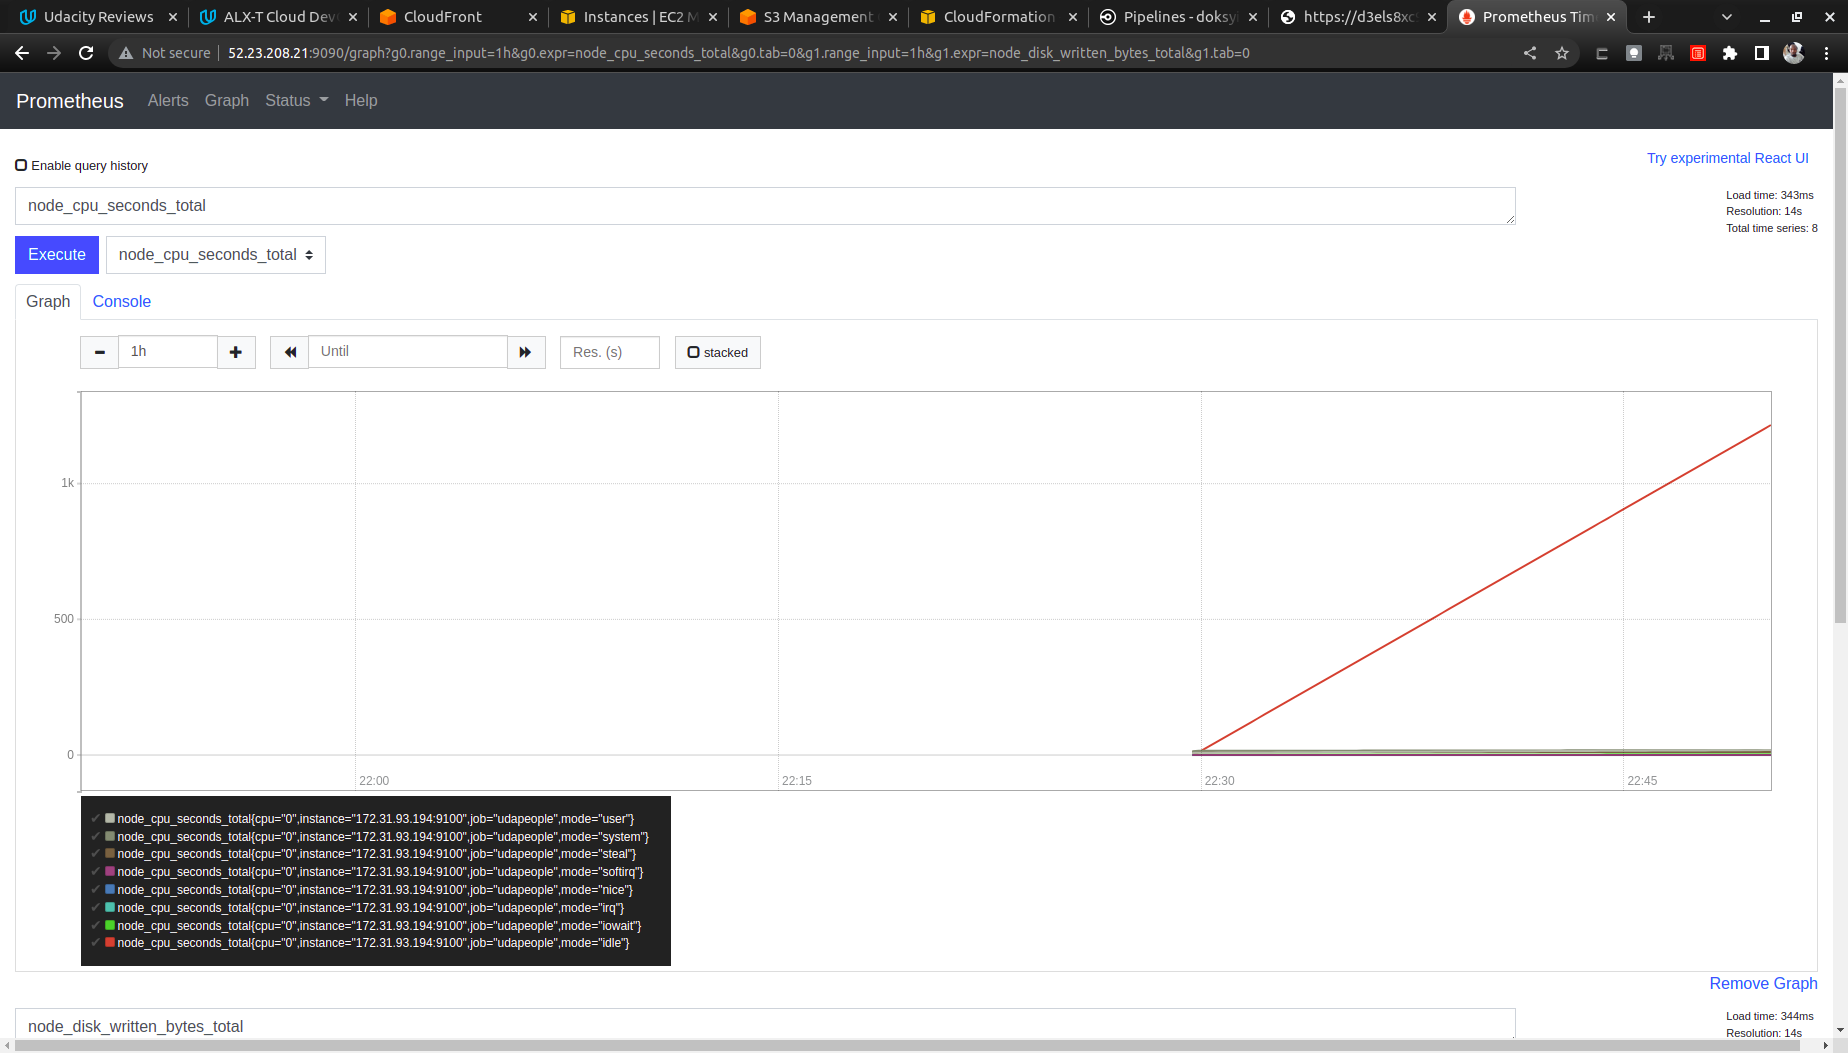 Udacity Reviews
ALX-T Cloud Dev
CloudFront
Instances | EC2 M
S3 Management
CloudFormation
Pipelines - doksy
https://d3els8xc
Prometheus Tim
Not secure
52.23.208.21:9090/graph?g0.range_input=1h&g0.expr=node_cpu_seconds_total&g0.tab=0&g1.range_input=1h&g1.expr=node_disk_written_bytes_total&g1.tab=0
Prometheus
Alerts
Graph
Status
Help
Enable query history
Try experimental React UI
node_cpu_seconds_total
Load time: 343ms
Resolution: 14s
Total time series: 8
Execute
node_cpu_seconds_total
Graph
Console
1h
Until
Res. (s)
stacked
1k
500
0
22:00
22:15
22:30
22:45
node_cpu_seconds_total{cpu="0",instance="172.31.93.194:9100",job="udapeople",mode="user"}
node_cpu_seconds_total{cpu="0",instance="172.31.93.194:9100",job="udapeople",mode="system"}
node_cpu_seconds_total{cpu="0",instance="172.31.93.194:9100",job="udapeople",mode="steal"}
node_cpu_seconds_total{cpu="0",instance="172.31.93.194:9100",job="udapeople",mode="softirq"}
node_cpu_seconds_total{cpu="0",instance="172.31.93.194:9100",job="udapeople",mode="nice"}
node_cpu_seconds_total{cpu="0",instance="172.31.93.194:9100",job="udapeople",mode="irq"}
node_cpu_seconds_total{cpu="0",instance="172.31.93.194:9100",job="udapeople",mode="iowait"}
node_cpu_seconds_total{cpu="0",instance="172.31.93.194:9100",job="udapeople",mode="idle"}
Remove Graph
node_disk_written_bytes_total
Load time: 344ms
Resolution: 14s